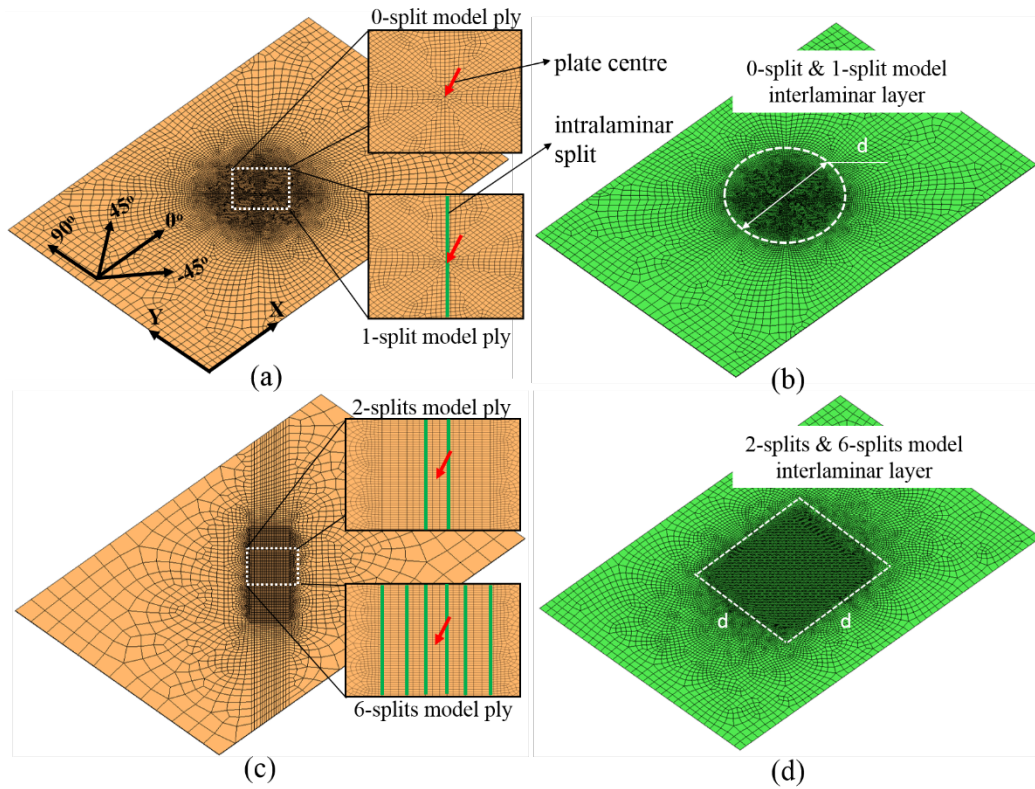 0-split model ply
plate centre
intralaminar
split
90°
45°
0°
-45°
Y
X
1-split model ply
(a)
0-split & 1-split model
interlaminar layer
d
(b)
2-splits model ply
6-splits model ply
(c)
2-splits & 6-splits model
interlaminar layer
d
d
(d)